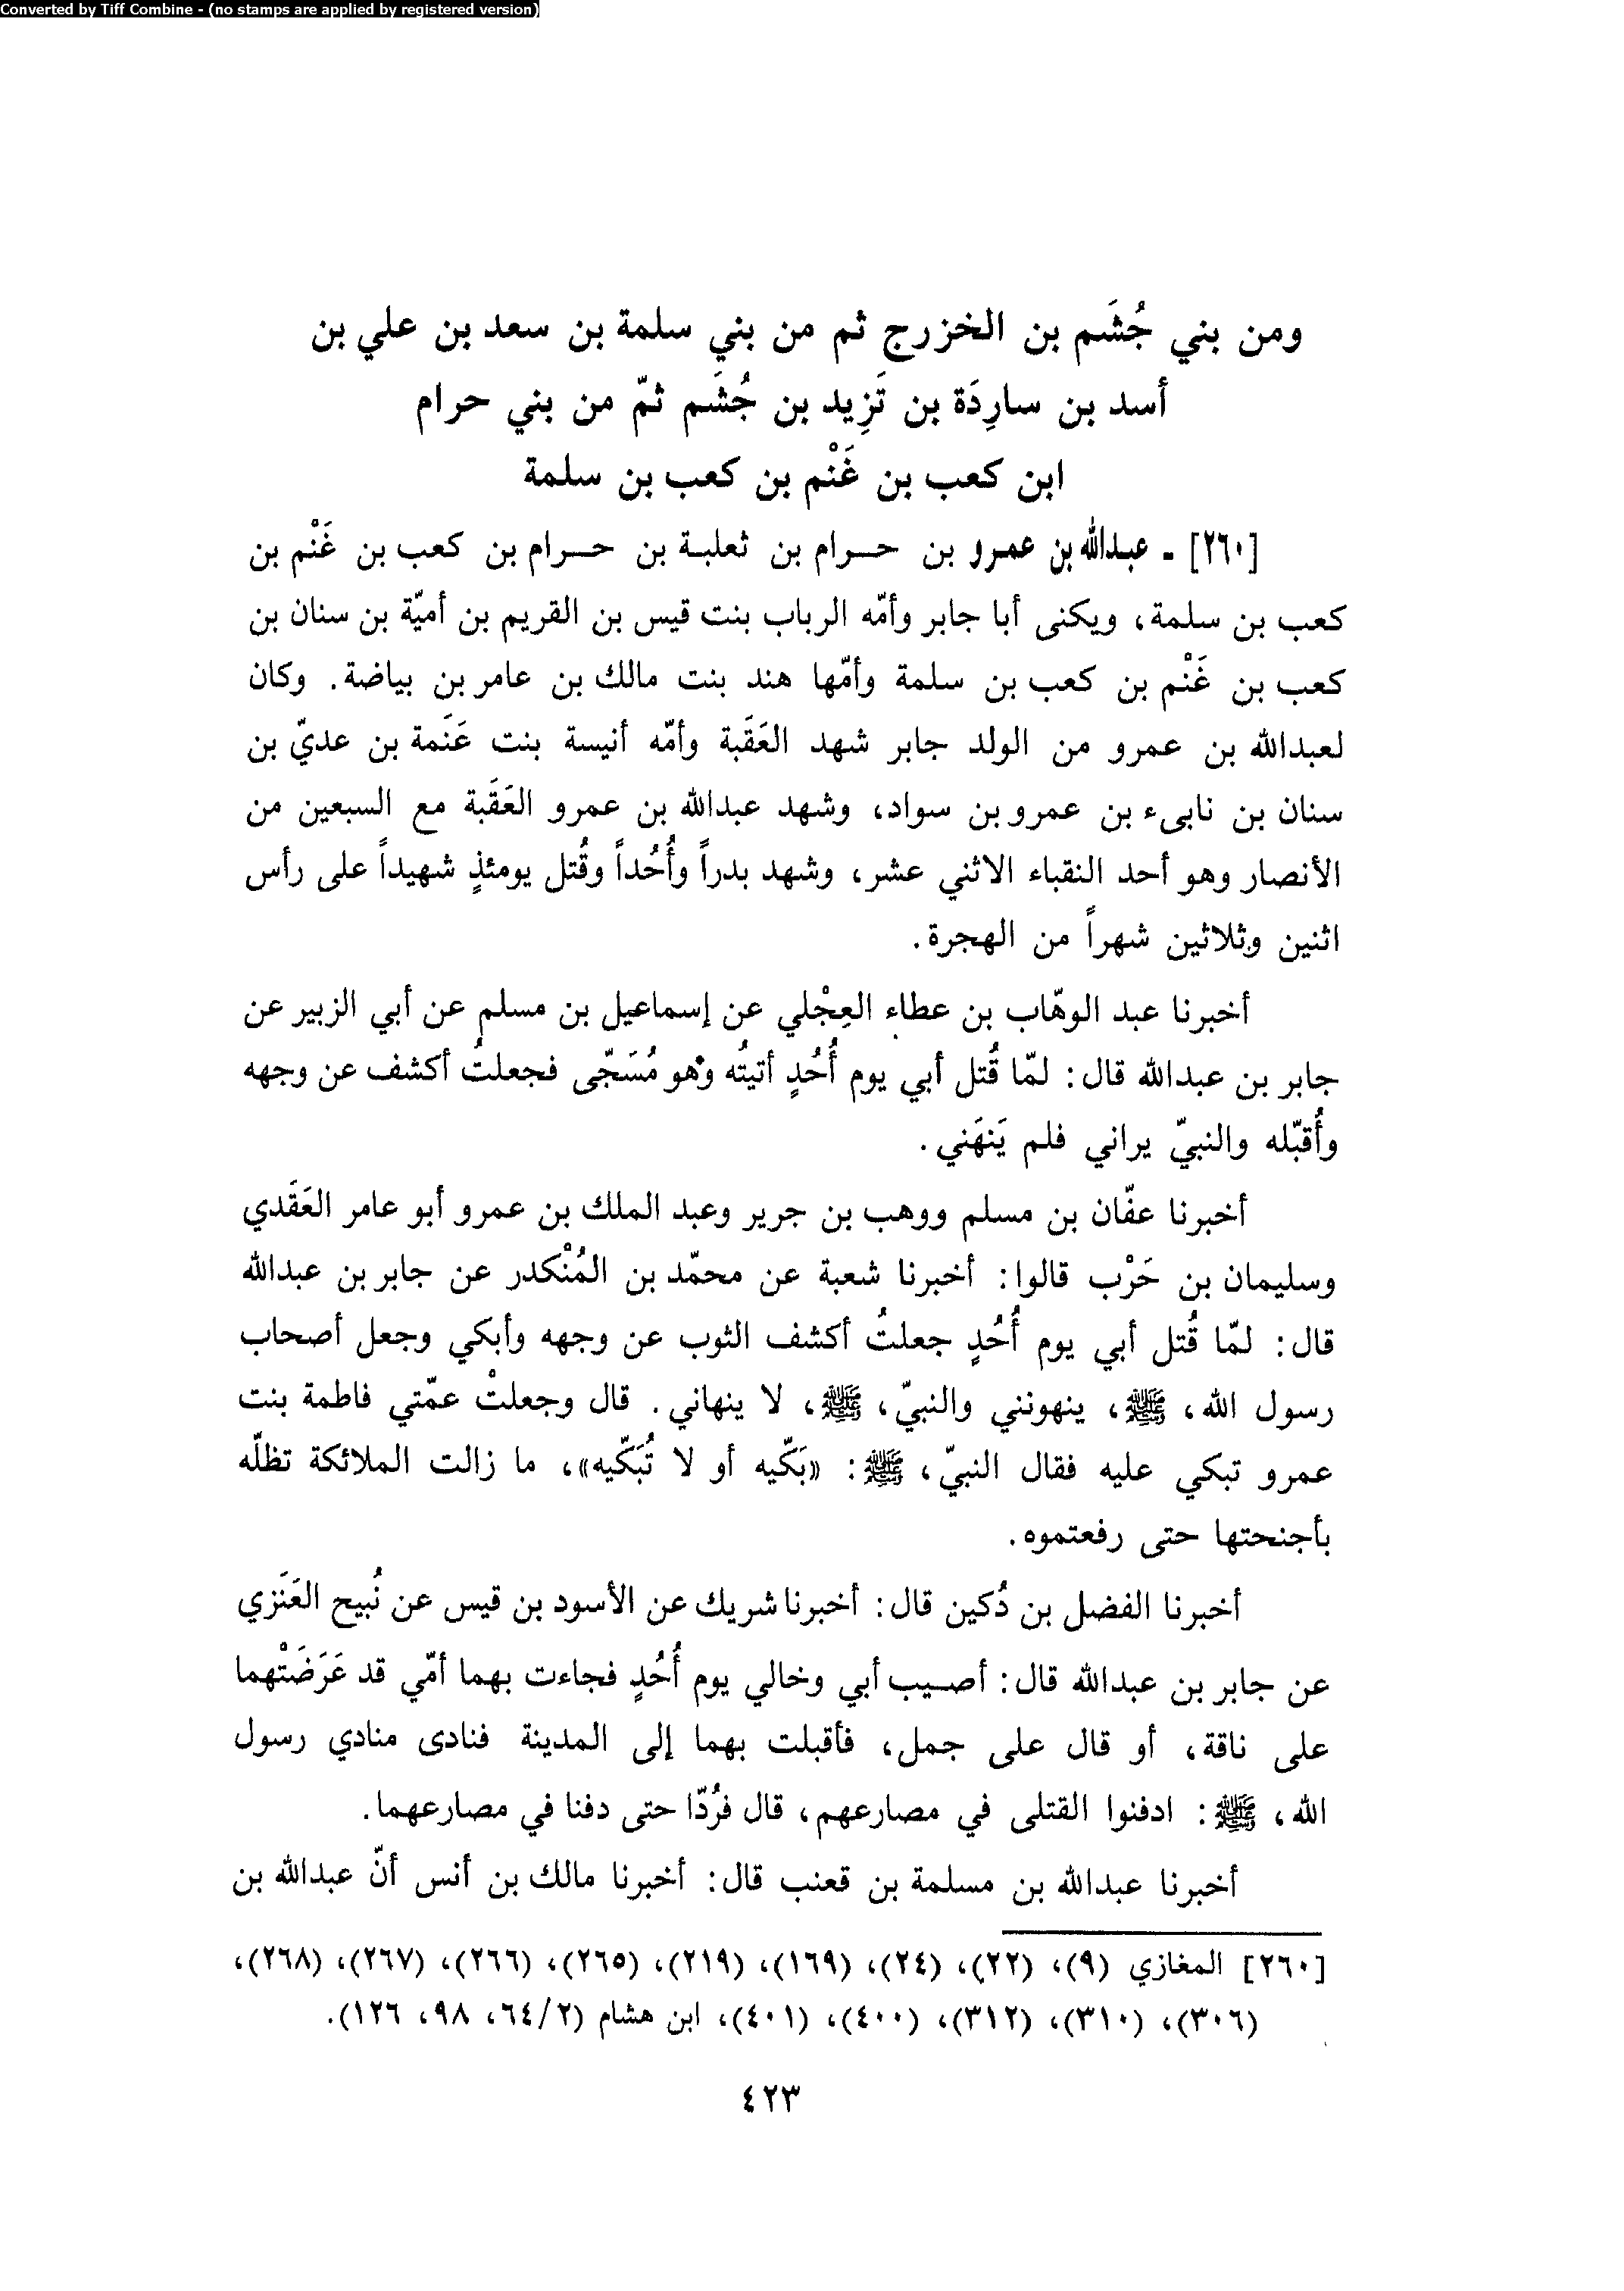 Converted by Tiff Combine - (no stamps are applied by registered version)
ومن بني جُشَم بن الخزرج ثم من بني سلمة بن سعد بن علي بن
أسد بن سارِدَة بن تَزِيد بن جُشَم ثمّ من بني حرام
ابن كعب بن غَنْم بن كعب بن سلمة
[٢٦٠] ـ عبدالله بن عمرو بن حرام بن ثعلبة بن حرام بن كعب بن غَنْم بن
كعب بن سلمة، ويكنى أبا جابر وأمّه الرباب بنت قيس بن القريم بن أميّة بن سنان بن
كعب بن غَنْم بن كعب بن سلمة وأمّها هند بنت مالك بن عامر بن بياضة. وكان
لعبدالله بن عمرو من الولد جابر شهد العَقَبة وأمّه أنيسة بنت عَنَمة بن عديّ بن
سنان بن نابىء بن عمرو بن سواد، وشهد عبدالله بن عمرو العَقَبة مع السبعين من
الأنصار وهو أحد النقباء الاثني عشر، وشهد بدراً وأُحُداً وقُتل يومئذٍ شهيداً على رأس
اثنين وثلاثين شهراً من الهجرة.
أخبرنا عبد الوهّاب بن عطاء العِجْلي عن إسماعيل بن مسلم عن أبي الزبير عن
جابر بن عبدالله قال: لمّا قُتل أبي يوم أُحُدٍ أتيتُه وهو مُسَجّى فجعلتُ أكشف عن وجهه
وأُقبّله والنبيّ يراني فلم يَنهَني.
أخبرنا عفّان بن مسلم ووهب بن جرير وعبد الملك بن عمرو أبو عامر العَقَدي
وسليمان بن حَرْب قالوا: أخبرنا شعبة عن محمّد بن المُنْكدر عن جابر بن عبدالله
قال: لمّا قُتل أبي يوم أُحُدٍ جعلتُ أكشف الثوب عن وجهه وأبكي وجعل أصحاب
رسول الله، ﷺ، ينهونني والنبيّ، ﷺ، لا ينهاني. قال وجعلتْ عمّتي فاطمة بنت
عمرو تبكي عليه فقال النبيّ، ﷺ: «بَكّيه أو لا تُبَكّيه»، ما زالت الملائكة تظلّه
بأجنحتها حتى رفعتموه.
أخبرنا الفضل بن دُكين قال: أخبرنا شريك عن الأسود بن قيس عن نُبيح العَنَزي
عن جابر بن عبدالله قال: أصيب أبي وخالي يوم أُحُدٍ فجاءت بهما أمّي قد عَرَضَتْهما
على ناقة، أو قال على جمل، فأقبلت بهما إلى المدينة فنادى منادي رسول
الله، ﷺ: ادفنوا القتلى في مصارعهم، قال فرُدّا حتى دفنا في مصارعهما.
أخبرنا عبدالله بن مسلمة بن قعنب قال: أخبرنا مالك بن أنس أنّ عبدالله بن
[٢٦٠] المغازي (٩)، (٢٢)، (٢٤)، (١٦٩)، (٢١٩)، (٢٦٥)، (٢٦٦)، (٢٦٧)، (٢٦٨)،
(٣٠٦)، (٣١٠)، (٣١٢)، (٤٠٠)، (٤٠١)، ابن هشام (٢/٦٤، ٩٨، ١٢٦).
٤٢٣